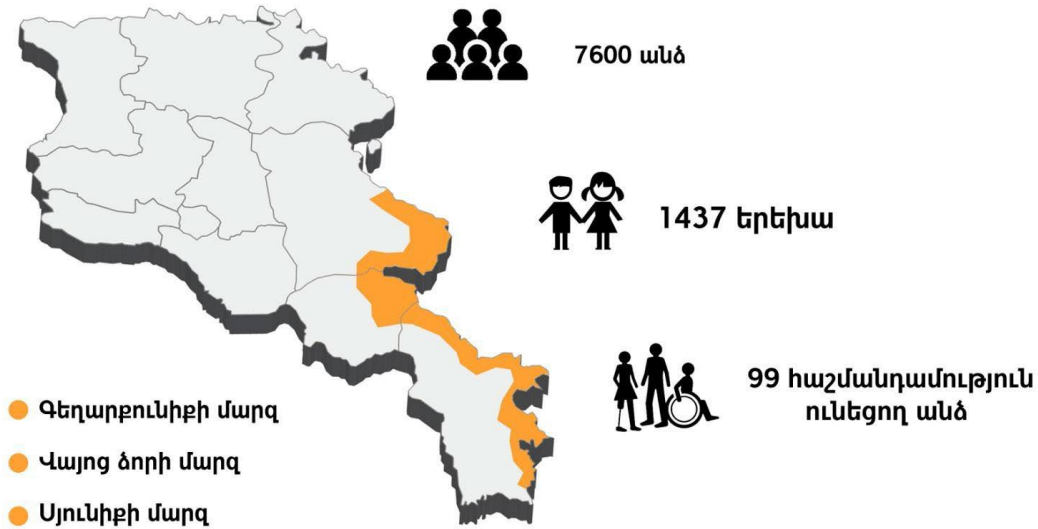 7600 անձ
1437 երեխա
99 հաշմանդամություն
ունեցող անձ
Գեղարքունիքի մարզ
Վայոց ձորի մարզ
Սյունիքի մարզ